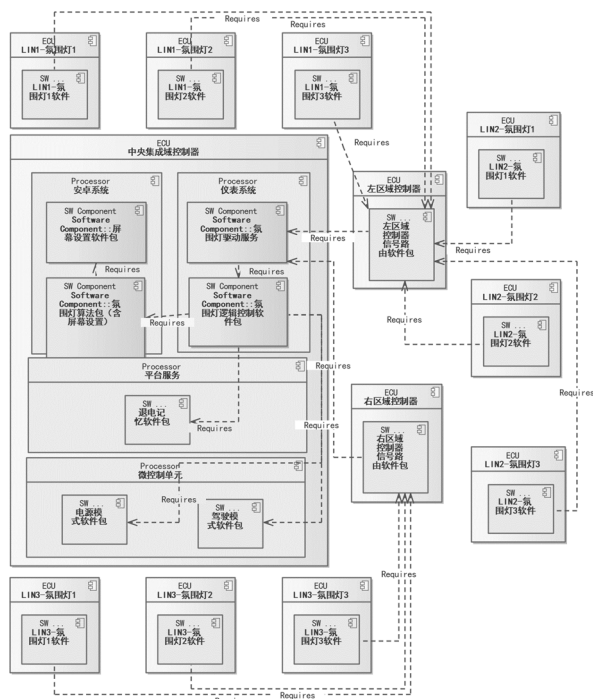 Requires
Requires
ECU
LIN1-氛围灯1
SW ...
LIN1-氛
围灯1软件
ECU
LIN1-氛围灯2
SW ...
LIN1-氛
围灯2软件
ECU
LIN1-氛围灯3
SW ...
LIN1-氛
围灯3软件
Requires
ECU
LIN2-氛围灯1
SW ...
LIN2-氛
围灯1软件
ECU
中央集成域控制器
Processor
安卓系统
SW Component
Software
Component::屏
幕设置软件包
Requires
SW Component
Software
Component::氛
围灯算法包（含
屏幕设置）
Processor
仪表系统
SW Component
Software
Component::氛
围灯驱动服务
Requires
SW Component
Software
Component::氛
围灯逻辑控制软
件包
Requires
Requires
ECU
左区域控制器
SW ...
左区域
控制器
信号路
由软件包
Requires
Requires
ECU
LIN2-氛围灯2
SW ...
LIN2-氛
围灯2软件
Processor
平台服务
SW ...
退电记
忆软件包
Requires
Requires
ECU
右区域控制器
SW ...
右区域
控制器
信号路
由软件包
Requires
ECU
LIN2-氛围灯3
SW ...
LIN2-氛
围灯3软件
Processor
微控制单元
SW ...
电源模
式软件包
Requires
SW ...
驾驶模
式软件包
Requires
ECU
LIN3-氛围灯1
SW ...
LIN3-氛
围灯1软件
ECU
LIN3-氛围灯2
SW ...
LIN3-氛
围灯2软件
ECU
LIN3-氛围灯3
SW ...
LIN3-氛
围灯3软件
Requires